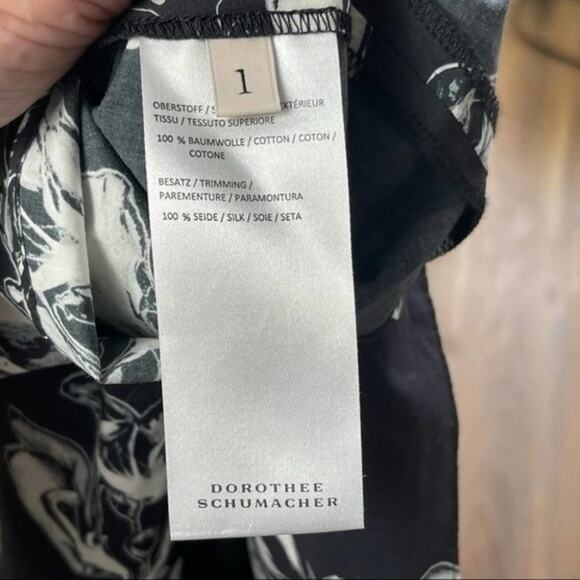 1
OBERSTOFF / EXTÉRIEUR
TISSU / TESSUTO SUPERIORE
100 % BAUMWOLLE / COTTON / COTON /
COTONE
BESATZ / TRIMMING /
PAREMENTURE / PARAMONTURA
100 % SEIDE / SILK / SOIE / SETA
DOROTHEE
SCHUMACHER